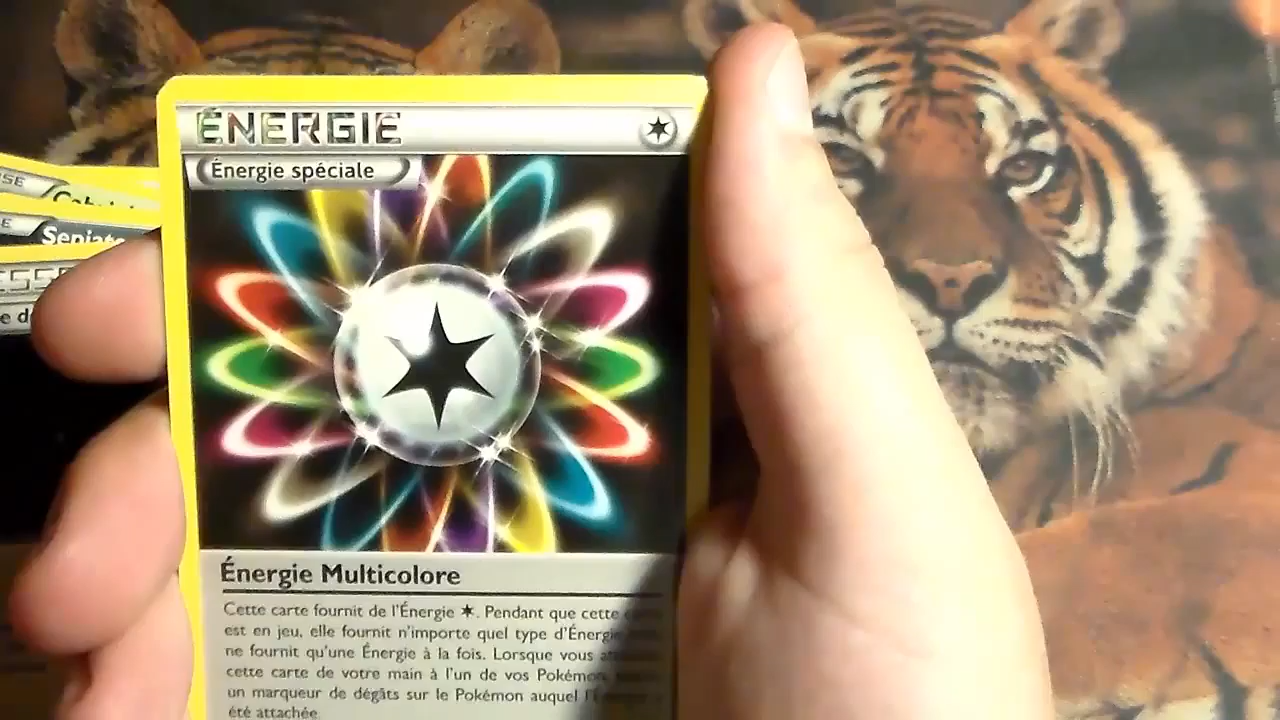 ÉNERGIE
Énergie spéciale
Seniat
Énergie Multicolore
Cette carte fournit de l'Énergie ✶. Pendant que cette
est en jeu, elle fournit n'importe quel type d'Énergie
ne fournit qu'une Énergie à la fois. Lorsque vous
cette carte de votre main à l'un de vos Pokémon
un marqueur de dégâts sur le Pokémon auquel
été attachée